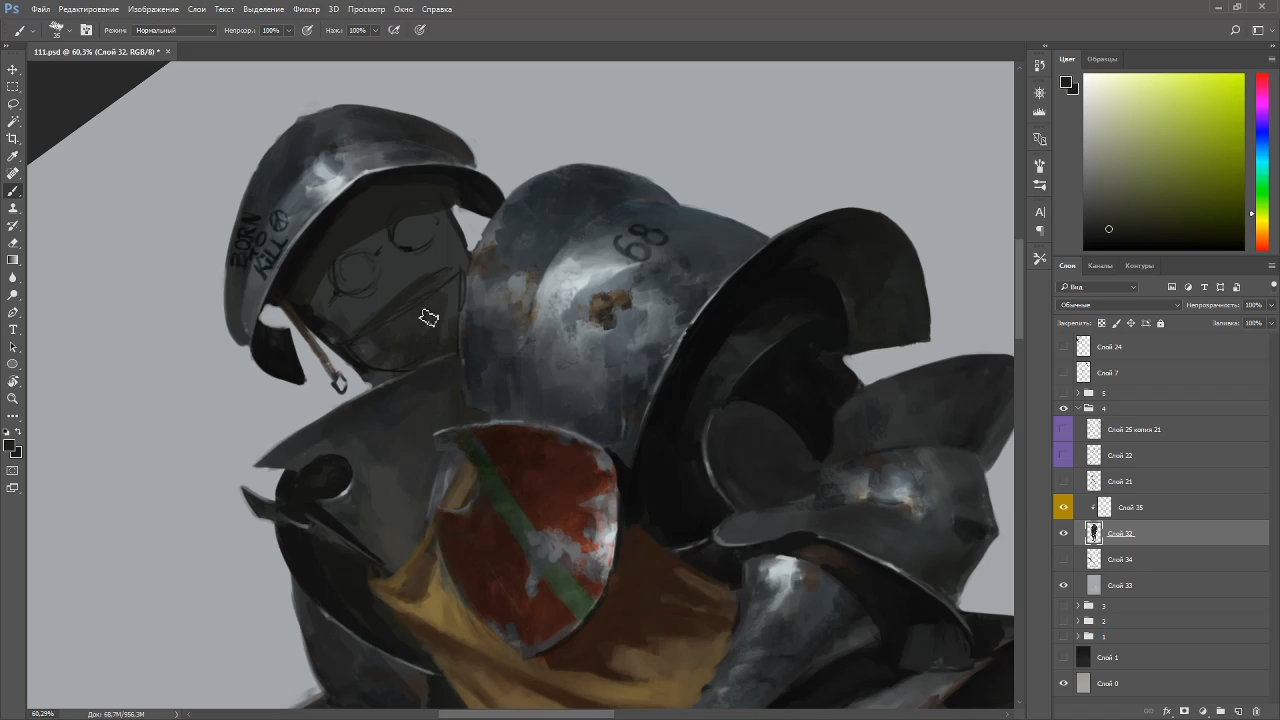 Ps Файл Редактирование Изображение Слои Текст Выделение Фильтр 3D Просмотр Окно Справка
35 Режим: Нормальный Непрозр.: 100% Наж.: 100%
111.psd @ 60,3% (Слой 32, RGB/8) * ×
Цвет Образцы
BORN
TO
KILL
68
Слои Каналы Контуры
Вид
Обычные Непрозрачность: 100%
Закрепить: Заливка: 100%
Слой 24
Слой 7
5
4
Слой 25 копия 21
Слой 22
Слой 21
Слой 35
Слой 32
Слой 34
Слой 33
3
2
1
Слой 1
Слой 0
60,29% Док: 68,7M/956,3M
fx